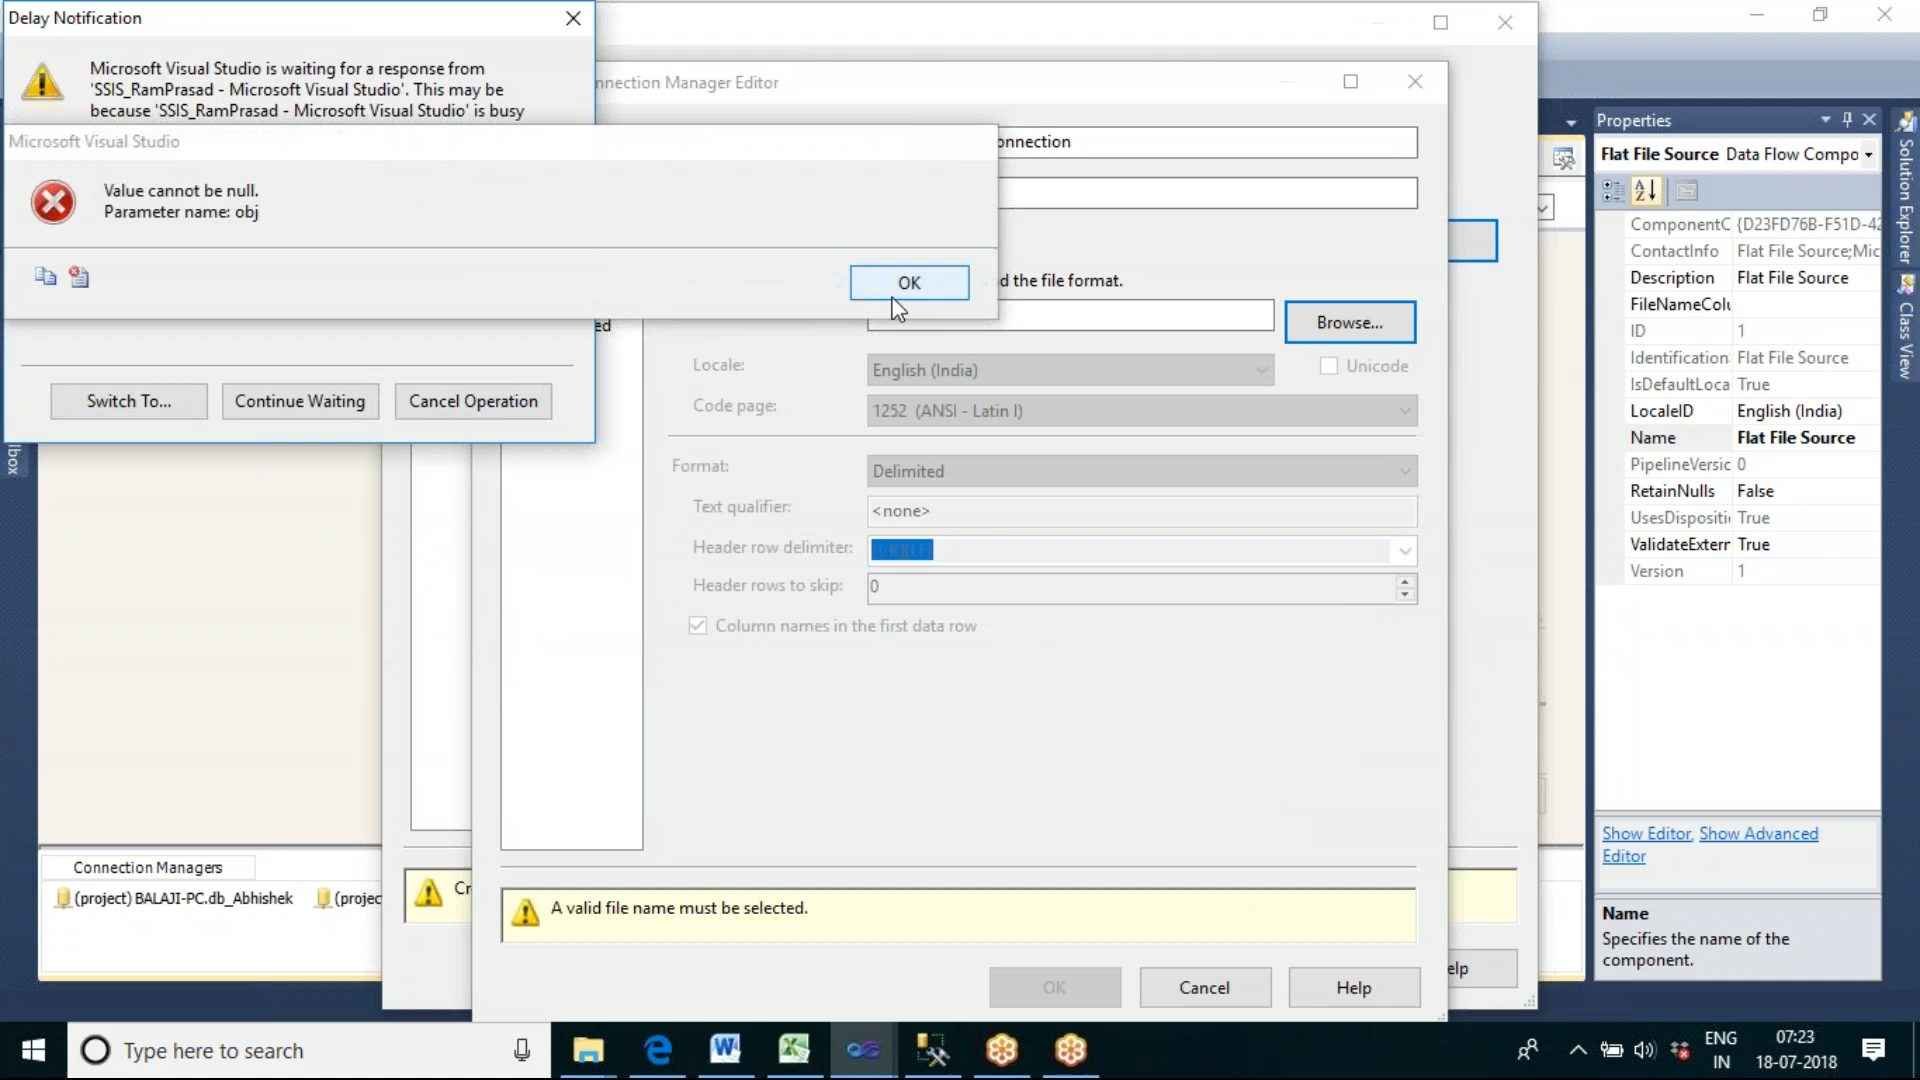 Delay Notification
Microsoft Visual Studio is waiting for a response from
'SSIS_RamPrasad - Microsoft Visual Studio'. This may be
because 'SSIS_RamPrasad - Microsoft Visual Studio' is busy
Microsoft Visual Studio
Value cannot be null.
Parameter name: obj
OK
Switch To...
Continue Waiting
Cancel Operation
nnection Manager Editor
onnection
d the file format.
ed
Browse...
Locale:
English (India)
Unicode
Code page:
1252 (ANSI - Latin I)
Format:
Delimited
Text qualifier:
<none>
Header row delimiter:
Header rows to skip:
0
Column names in the first data row
A valid file name must be selected.
OK
Cancel
Help
elp
Cr
lbox
Connection Managers
(project) BALAJI-PC.db_Abhishek
(projec
Properties
Flat File Source Data Flow Compo
ComponentC {D23FD76B-F51D-42
ContactInfo Flat File Source;Mic
Description Flat File Source
FileNameColu
ID 1
Identification Flat File Source
IsDefaultLoca True
LocaleID English (India)
Name Flat File Source
PipelineVersic 0
RetainNulls False
UsesDispositi True
ValidateExterr True
Version 1
Show Editor, Show Advanced
Editor
Name
Specifies the name of the
component.
Solution Explorer
Class View
Type here to search
ENG
IN
07:23
18-07-2018